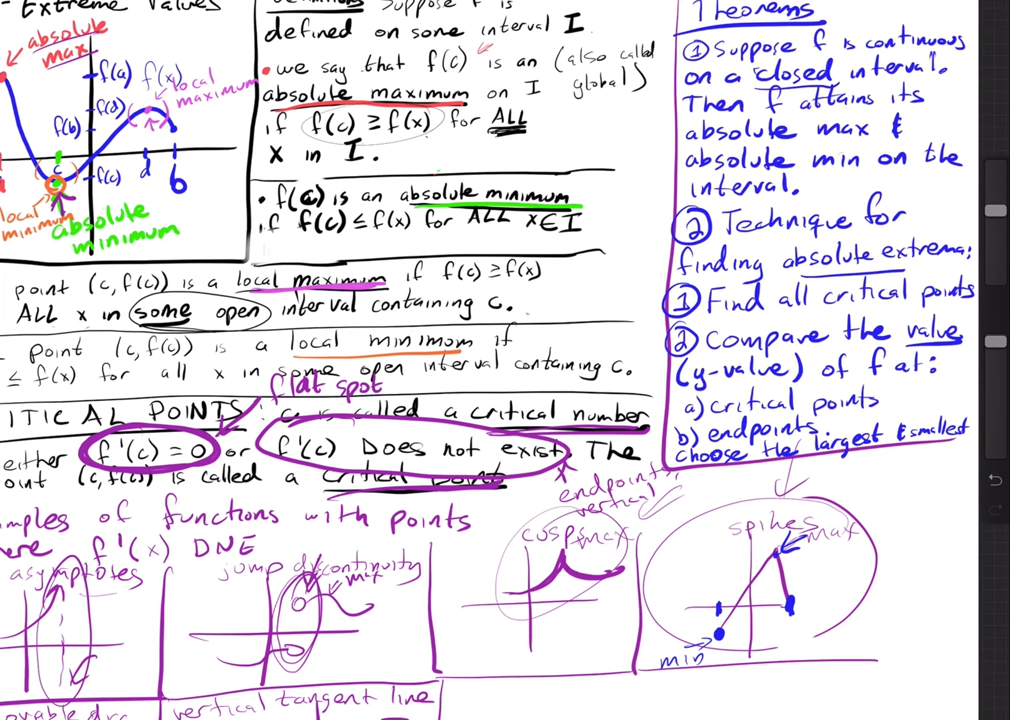 Extreme Values
absolute
max
f(a)
f(x)
local
maximum
f(d)
f(b)
c
d
b
f(c)
local
minimum
absolute
minimum
Suppose f is
defined on some interval I.
• we say that f(c) is an (also called
absolute maximum on I global)
if f(c) ≥ f(x) for ALL
x in I.
• f(c) is an absolute minimum
if f(c) ≤ f(x) for ALL x∈I
point (c, f(c)) is a local maximum if f(c) ≥ f(x)
ALL x in some open interval containing c.
point (c, f(c)) is a local minimum if
≤ f(x) for all x in some open interval containing c.
flat spot
ITICAL POINTS: c is called a critical number
either f'(c) = 0 or f'(c) Does not exist. The
oint (c, f(c)) is called a critical point
endpoints,
vertical
mples of functions with points
ere f'(x) DNE
asymptotes
jump discontinuity
max
cusps
max
spikes
max
min
vertical tangent line
Theorems
① Suppose f is continuous
on a closed interval.
Then f attains its
absolute max &
absolute min on the
interval.
② Technique for
finding absolute extrema:
① Find all critical points
② Compare the value
(y-value) of f at:
a) critical points
b) endpoints.
choose the largest & smallest